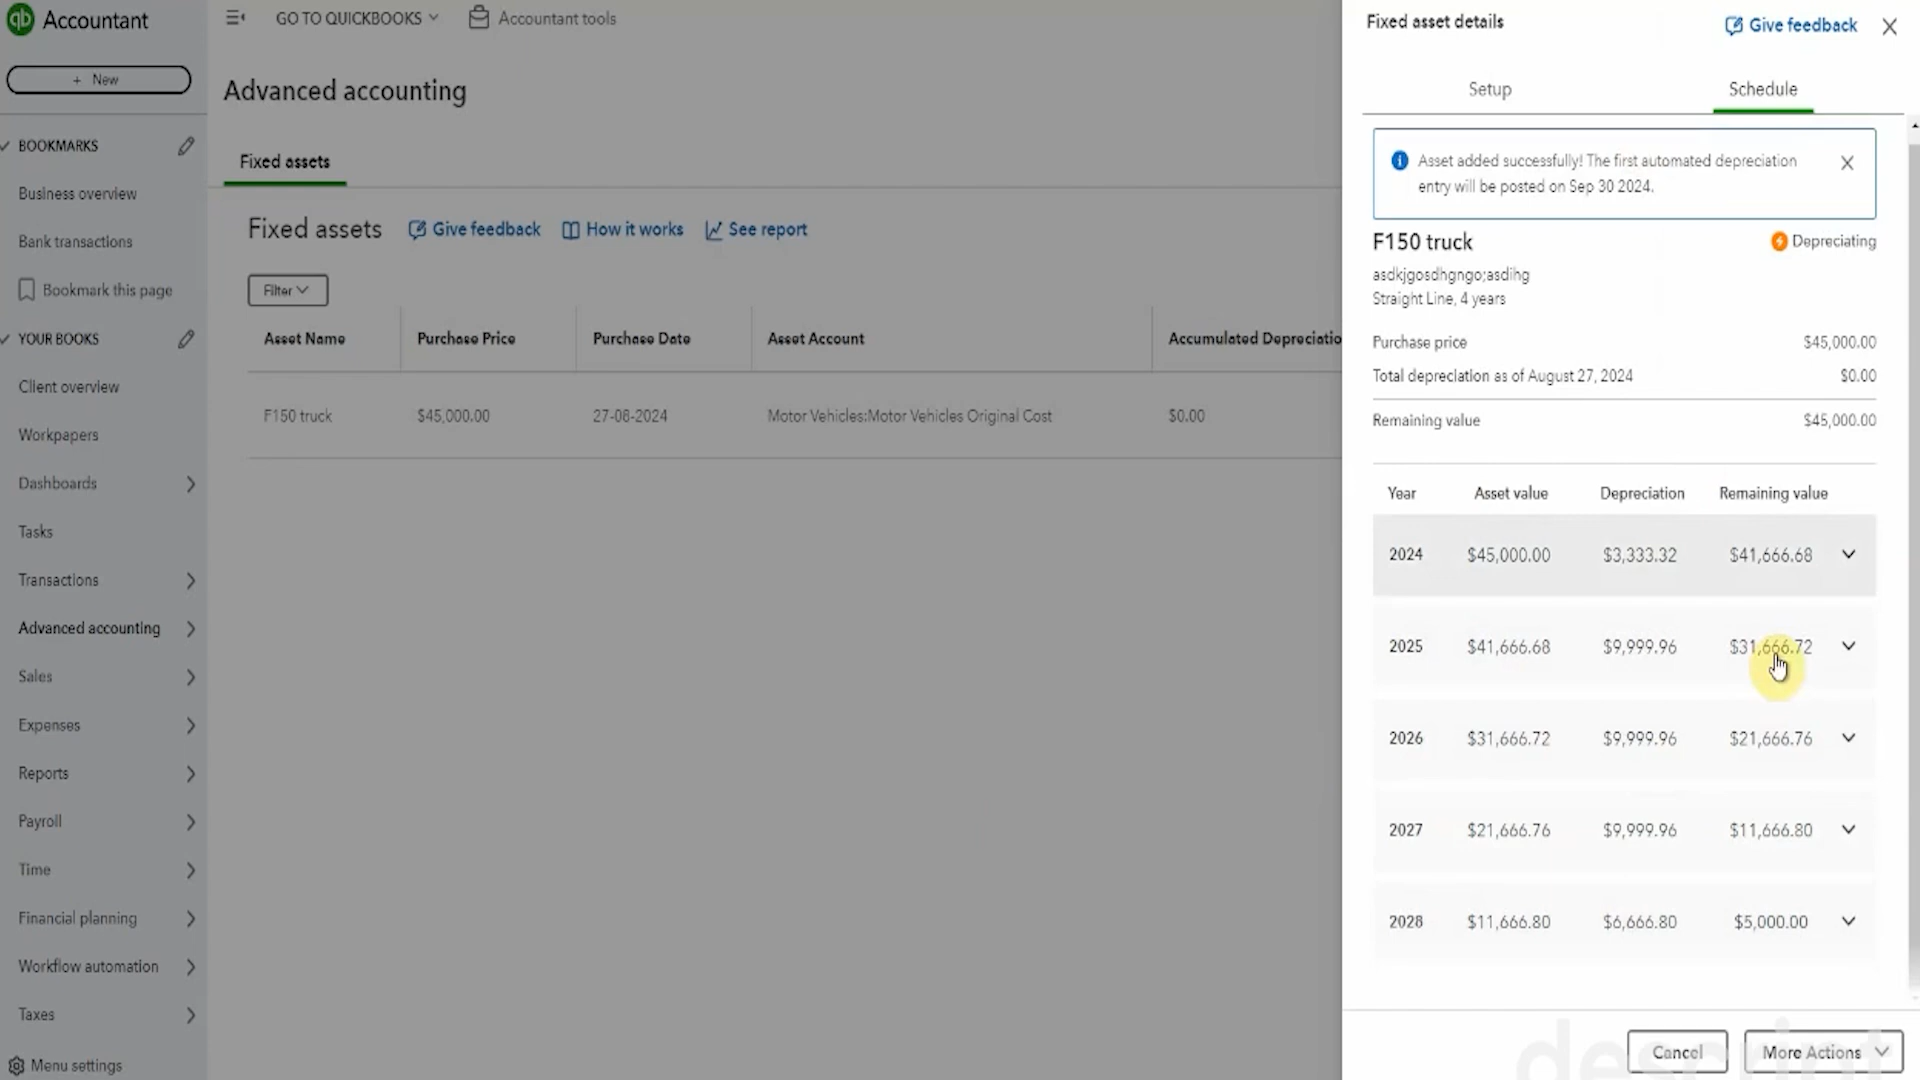 qb Accountant
+ New
BOOKMARKS
Business overview
Bank transactions
Bookmark this page
YOUR BOOKS
Client overview
Workpapers
Dashboards
Tasks
Transactions
Advanced accounting
Sales
Expenses
Reports
Payroll
Time
Financial planning
Workflow automation
Taxes
Menu settings
GO TO QUICKBOOKS Accountant tools
Advanced accounting
Fixed assets
Fixed assets Give feedback How it works See report
Filter
Asset Name Purchase Price Purchase Date Asset Account Accumulated Depreciatio
F150 truck $45,000.00 27-08-2024 Motor Vehicles:Motor Vehicles Original Cost $0.00
Fixed asset details Give feedback
Setup Schedule
Asset added successfully! The first automated depreciation
entry will be posted on Sep 30 2024.
F150 truck Depreciating
asdkjgosdhgngo;asdihg
Straight Line, 4 years
Purchase price $45,000.00
Total depreciation as of August 27, 2024 $0.00
Remaining value $45,000.00
Year Asset value Depreciation Remaining value
2024 $45,000.00 $3,333.32 $41,666.68
2025 $41,666.68 $9,999.96 $31,666.72
2026 $31,666.72 $9,999.96 $21,666.76
2027 $21,666.76 $9,999.96 $11,666.80
2028 $11,666.80 $6,666.80 $5,000.00
Cancel More Actions
descript